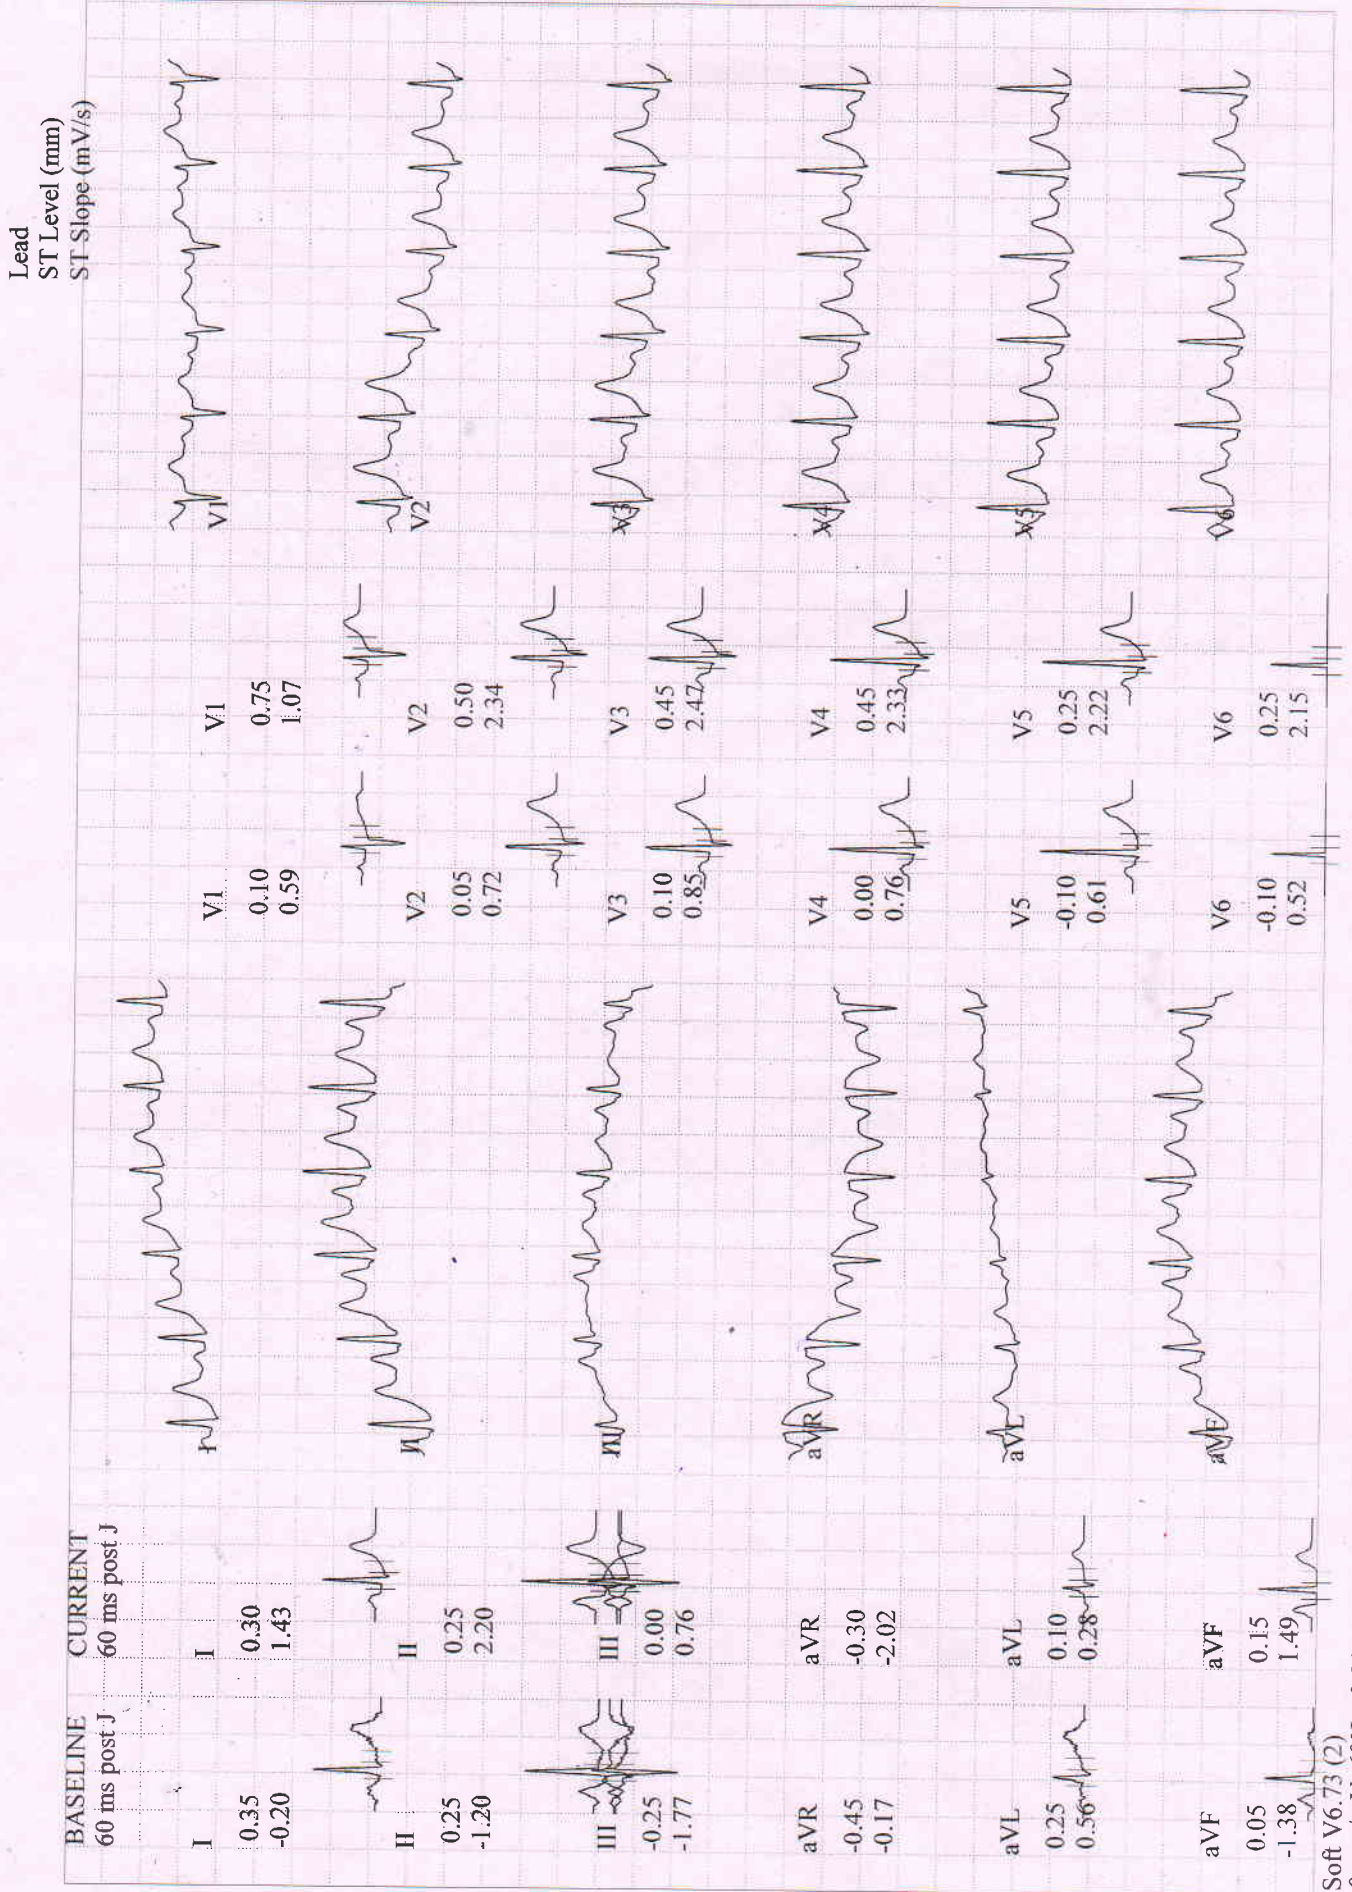 Lead
ST Level (mm)
ST Slope (mV/s)
BASELINE
60 ms post J
CURRENT
60 ms post J
I
0.35
-0.20
I
0.30
1.43
I
V1
0.10
0.59
V1
0.75
1.07
V1
II
0.25
-1.20
II
0.25
2.20
II
V2
0.05
0.72
V2
0.50
2.34
V2
III
-0.25
-1.77
III
0.00
0.76
III
V3
0.10
0.85
V3
0.45
2.47
V3
aVR
-0.45
-0.17
aVR
-0.30
-2.02
aVR
V4
0.00
0.76
V4
0.45
2.33
V4
aVL
0.25
0.56
aVL
0.10
0.28
aVL
V5
-0.10
0.61
V5
0.25
2.22
V5
aVF
0.05
-1.38
aVF
0.15
1.49
aVF
V6
-0.10
0.52
V6
0.25
2.15
V6
Soft V6.73 (2)